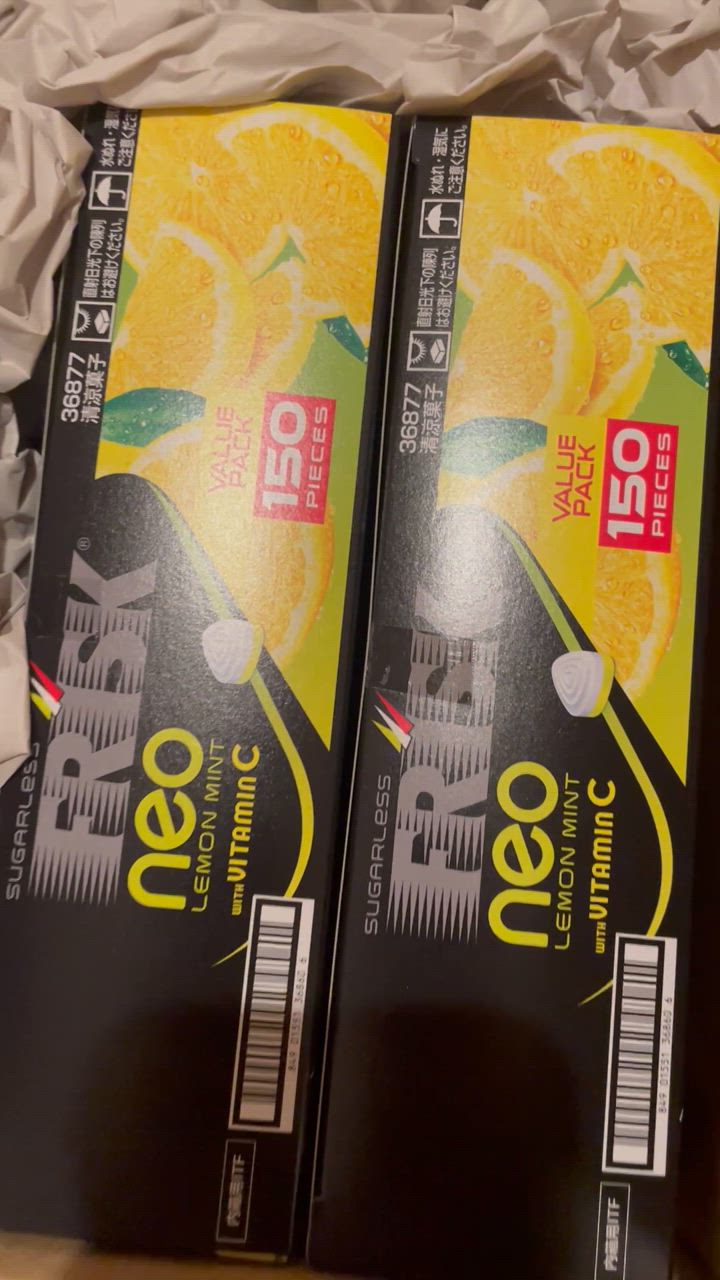 SUGARLESS
FRISK®
neo
LEMON MINT
WITH VITAMIN C
VALUE
PACK
150
PIECES
36877
清涼菓子
直射日光下の陳列
はお避けください。
水ぬれ・湿気に
ご注意くださ
内箱用ITF
SUGARLESS
FRISK
neo
LEMON MINT
WITH VITAMIN C
VALUE
PACK
150
PIECES
36877
清涼菓子
直射日光下の陳列
はお避けください。
水ぬれ・湿気に
ご注意ください。
849 01551 36860 6
内箱用ITF